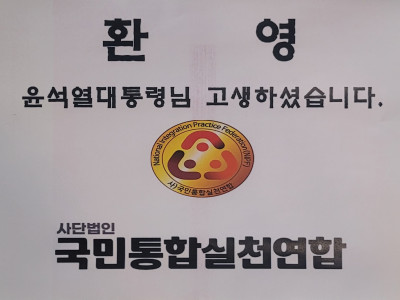 환 영
윤석열대통령님 고생하셨습니다.
National Integration Practice Federation(NIPF)
사)국민통합실천연합
사단법인
국민통합실천연합